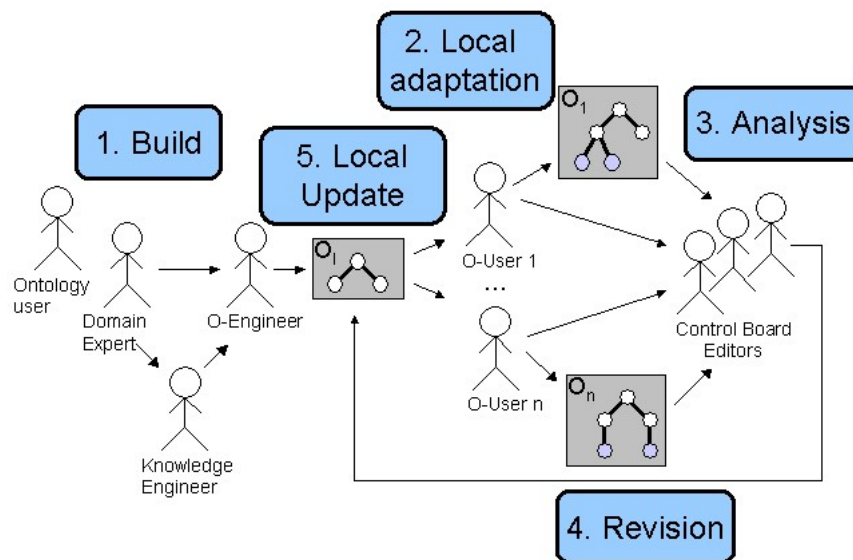 2. Local
adaptation
1. Build
3. Analysis
5. Local
Update
O1
OI
O-User 1
...
Ontology
user
Domain
Expert
O-Engineer
Control Board
Editors
O-User n
On
Knowledge
Engineer
4. Revision